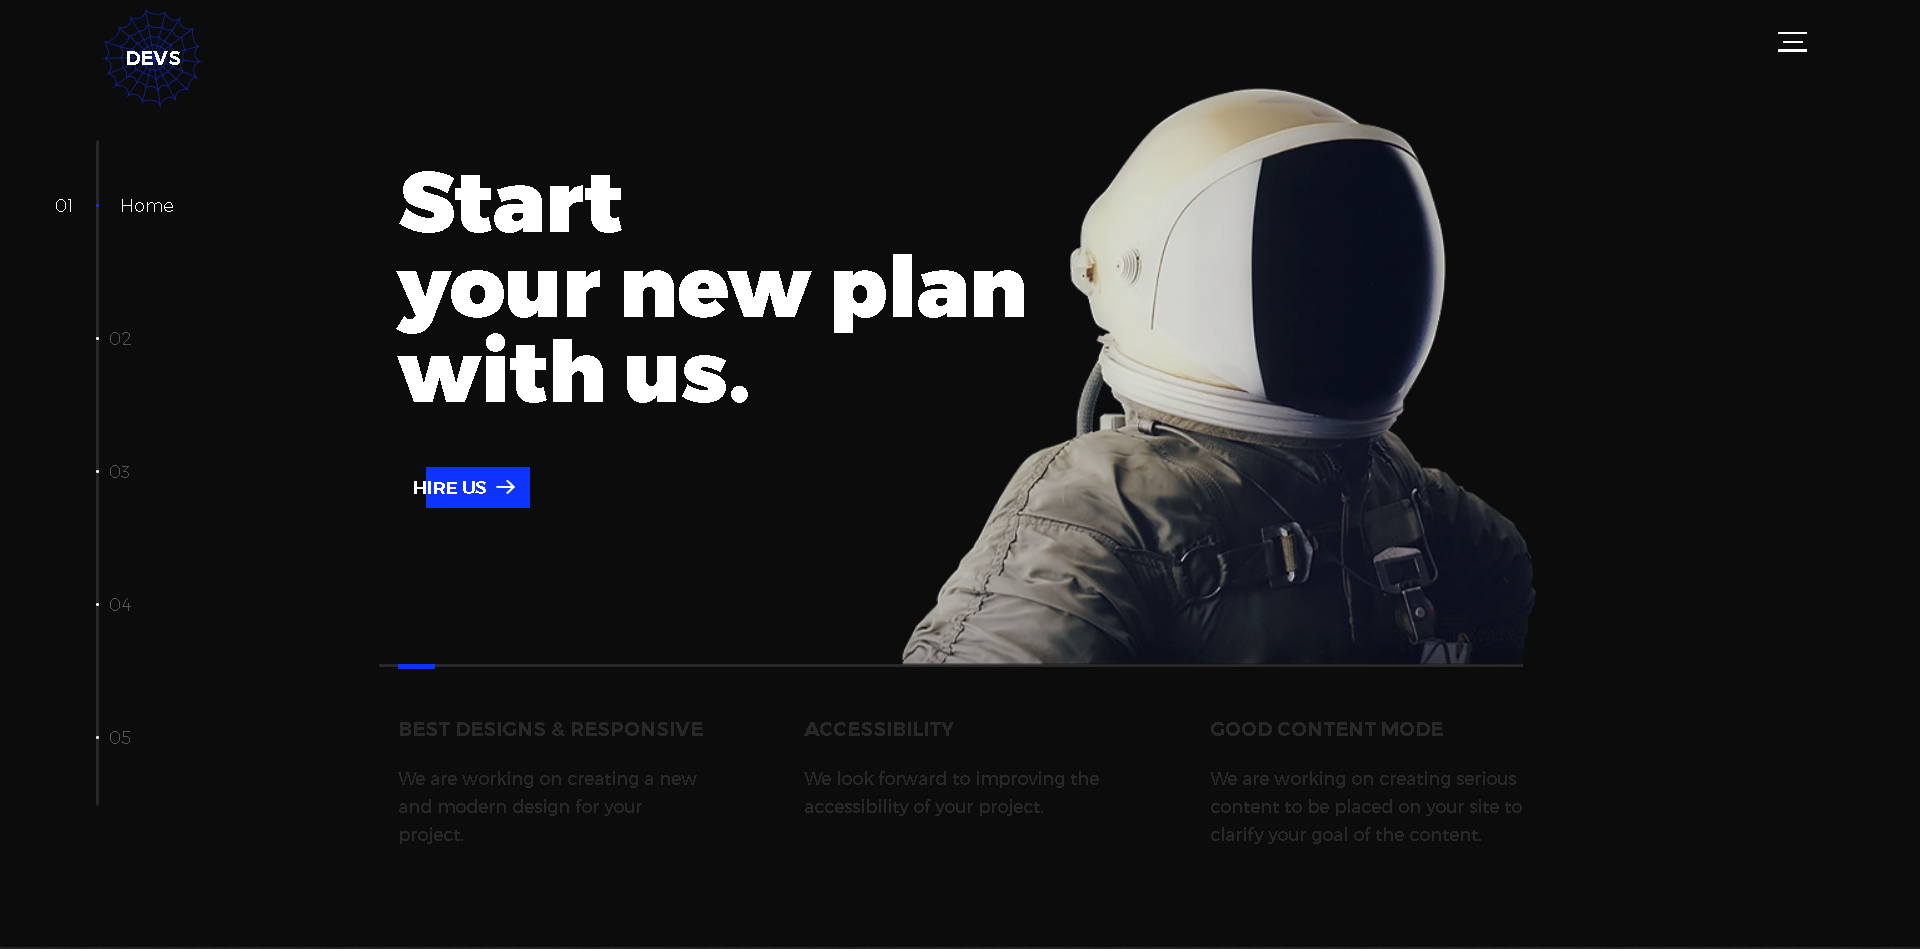 DEVS
01 Home
Start
your new plan
with us.
02
03
HIRE US
04
05
BEST DESIGNS & RESPONSIVE
We are working on creating a new
and modern design for your
project.
ACCESSIBILITY
We look forward to improving the
accessibility of your project.
GOOD CONTENT MODE
We are working on creating serious
content to be placed on your site to
clarify your goal of the content.